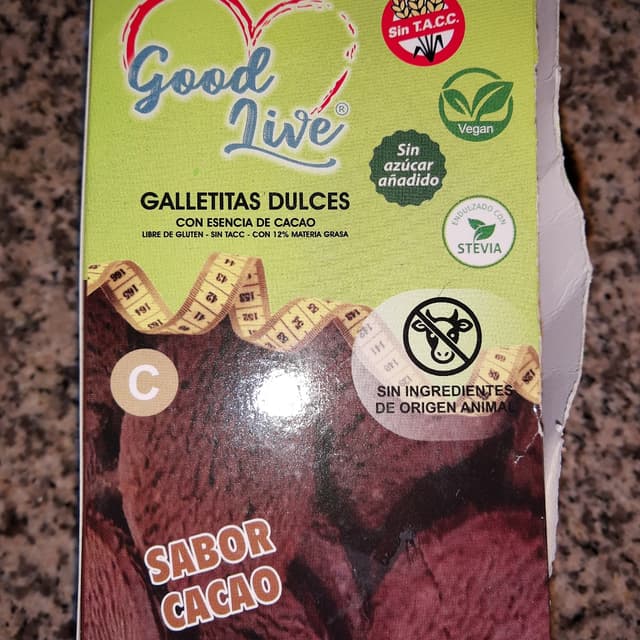 Good
Live®
Sin T.A.C.C.
Vegan
Sin
azúcar
añadido
GALLETITAS DULCES
CON ESENCIA DE CACAO
LIBRE DE GLUTEN - SIN TACC - CON 12% MATERIA GRASA
ENDULZADO CON
STEVIA
C
SIN INGREDIENTES
DE ORIGEN ANIMAL
SABOR
CACAO